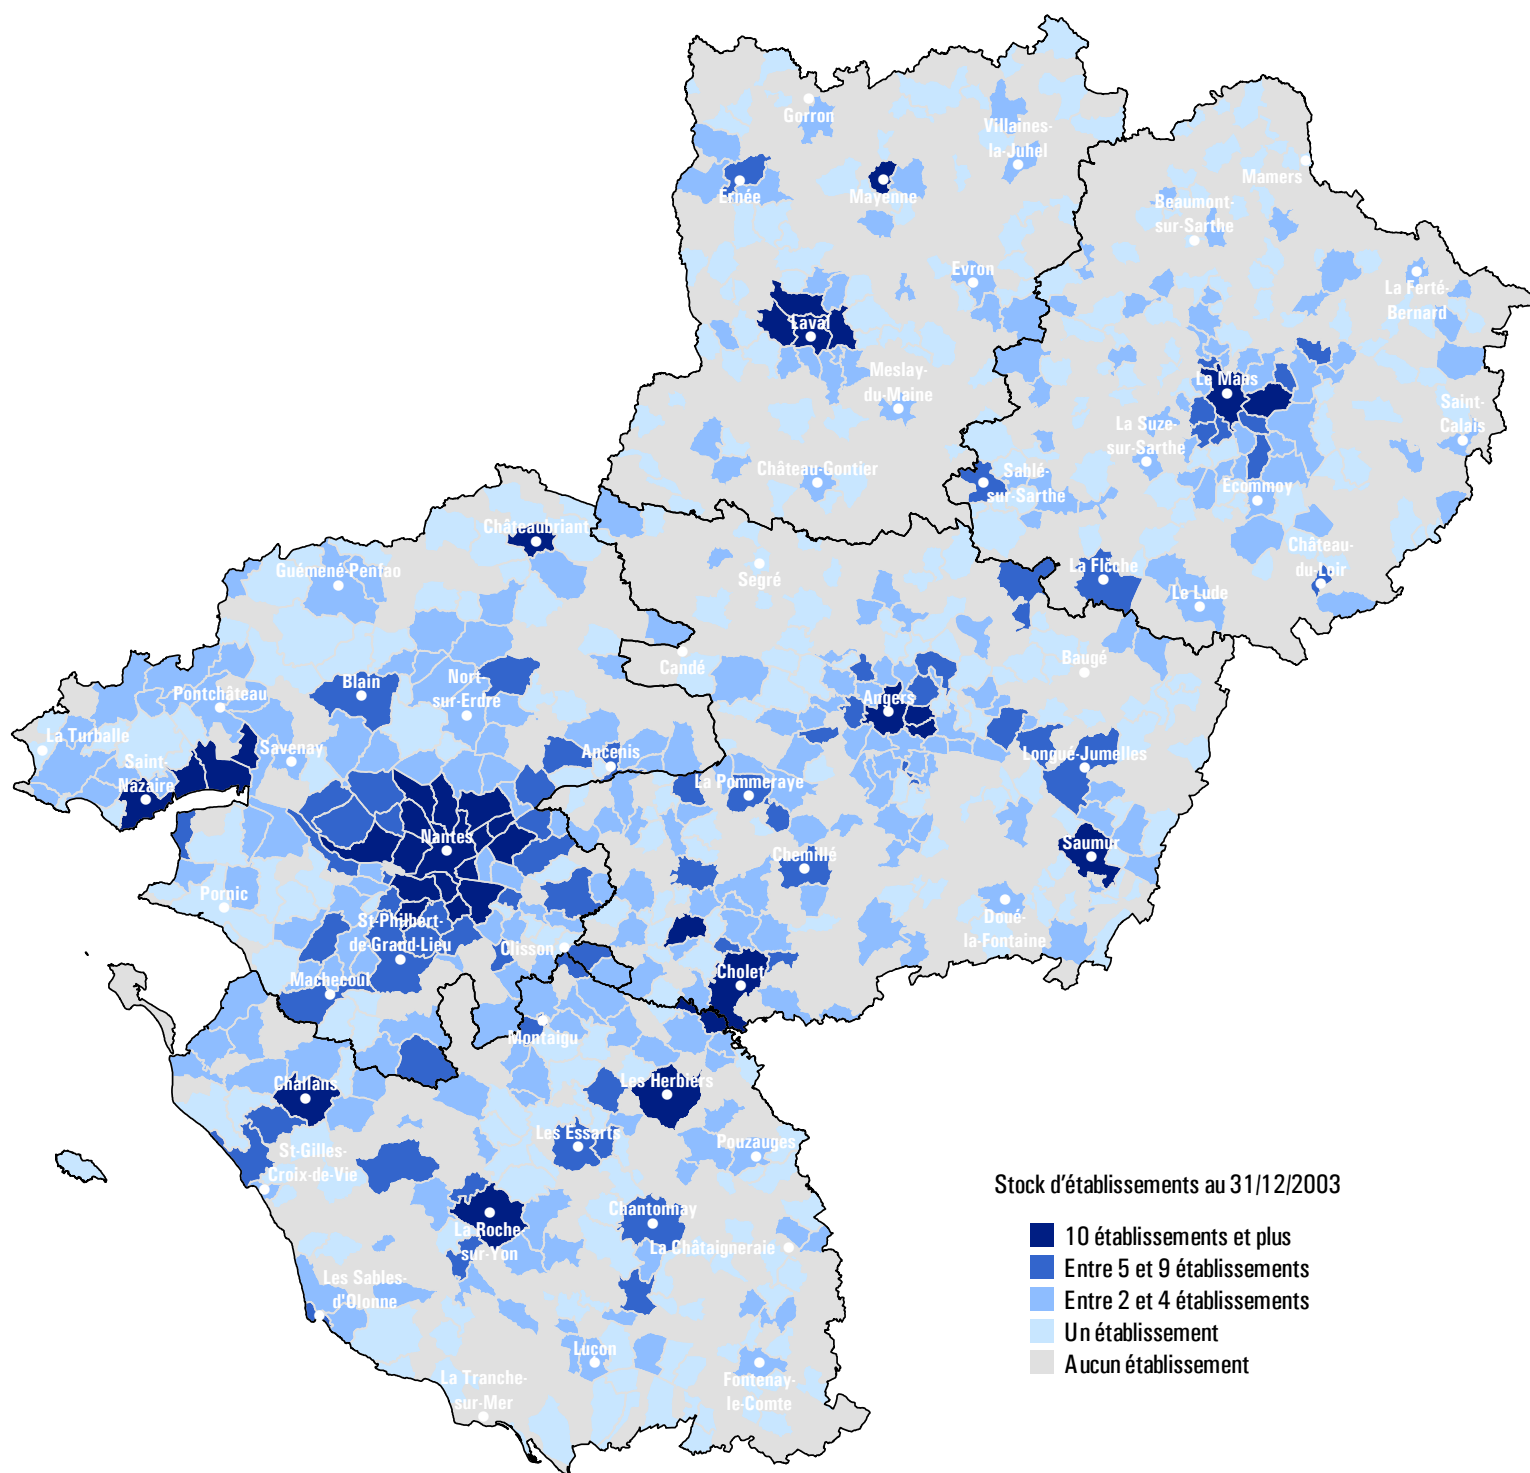 Gorron
Villaines-
la-Juhel
Ernée
Mayenne
Mamers
Beaumont-
sur-Sarthe
Evron
La Ferté-
Bernard
Laval
Meslay-
du-Maine
Le Mans
Saint-
Calais
La Suze-
sur-Sarthe
Château-Gontier
Sablé-
sur-Sarthe
Ecommoy
Châteaubriant
Château-
du-Loir
Guémené-Penfao
Segré
La Flèche
Le Lude
Candé
Baugé
Blain
Nort-
sur-Erdre
Pontchâteau
Angers
La Turballe
Savenay
Ancenis
Longué-Jumelles
Saint-
Nazaire
La Pommeraye
Nantes
Saumur
Chemillé
Pornic
St-Philbert-
de-Grand-Lieu
Doué-
la-Fontaine
Clisson
Cholet
Machecoul
Montaigu
Challans
Les Herbiers
Les Essarts
Pouzauges
St-Gilles-
Croix-de-Vie
Chantonnay
La Roche-
sur-Yon
La Châtaigneraie
Les Sables-
d'Olonne
Luçon
La Tranche-
sur-Mer
Fontenay-
le-Comte
Stock d'établissements au 31/12/2003
10 établissements et plus
Entre 5 et 9 établissements
Entre 2 et 4 établissements
Un établissement
Aucun établissement